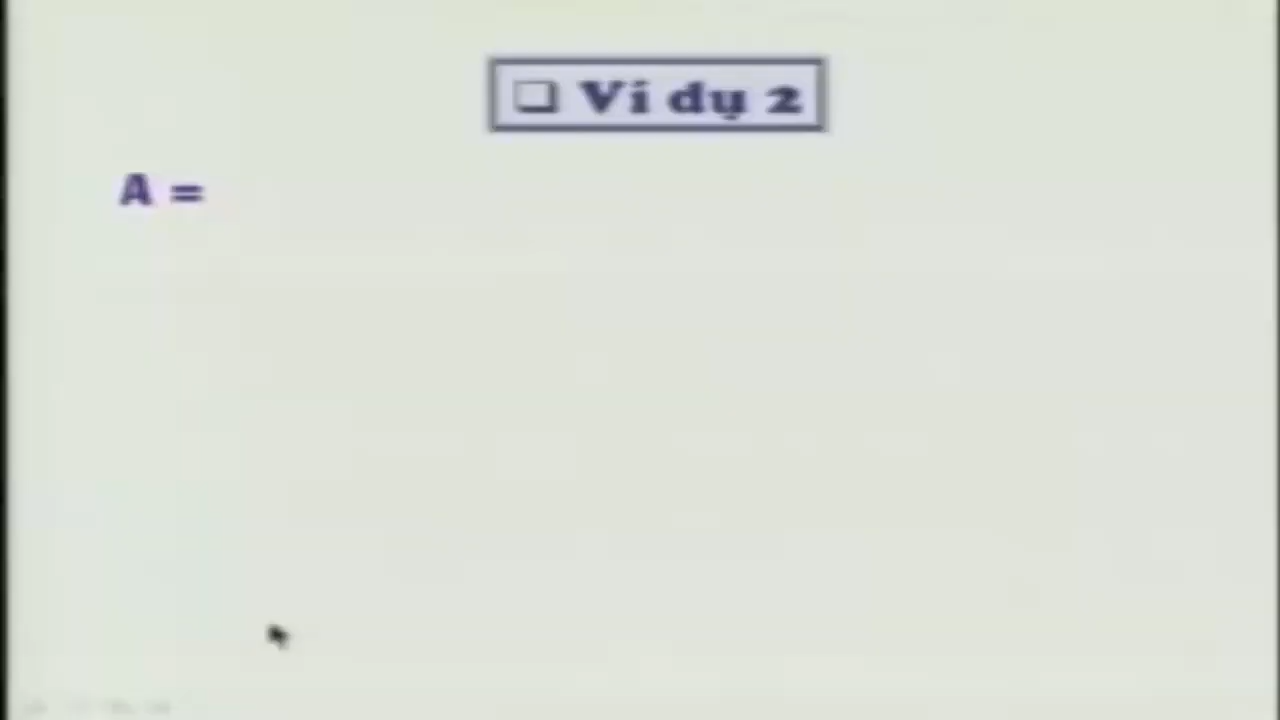 ❑ Ví dụ 2
A =